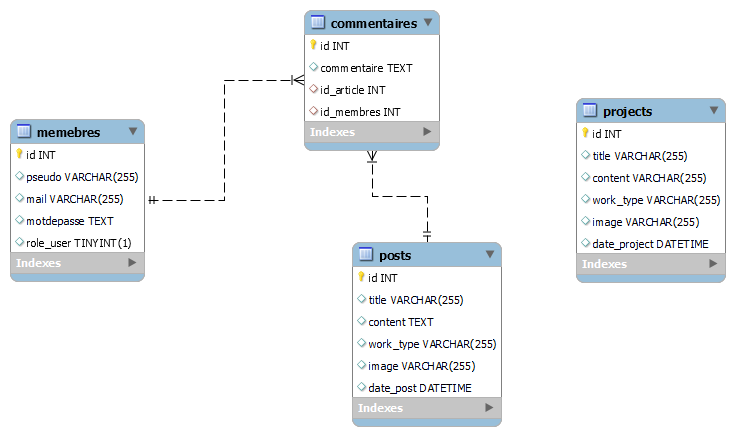 commentaires
id INT
commentaire TEXT
id_article INT
id_membres INT
Indexes
memebres
id INT
pseudo VARCHAR(255)
mail VARCHAR(255)
motdepasse TEXT
role_user TINYINT(1)
Indexes
posts
id INT
title VARCHAR(255)
content TEXT
work_type VARCHAR(255)
image VARCHAR(255)
date_post DATETIME
Indexes
projects
id INT
title VARCHAR(255)
content VARCHAR(255)
work_type VARCHAR(255)
image VARCHAR(255)
date_project DATETIME
Indexes